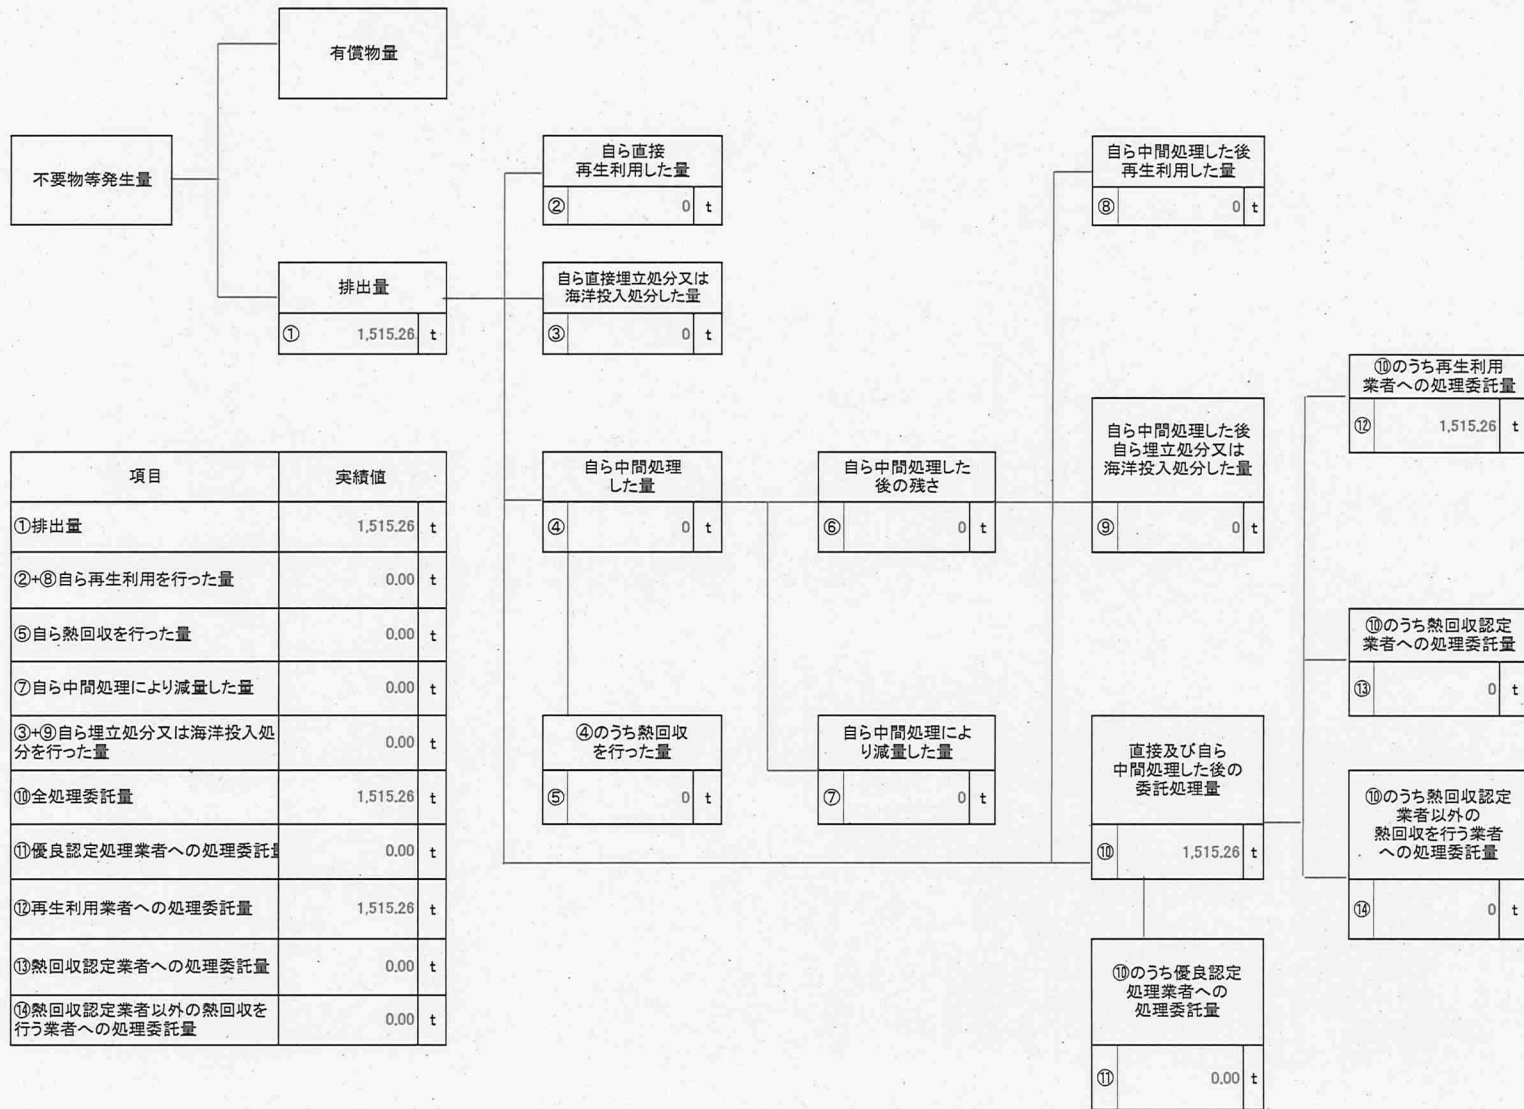 有償物量
不要物等発生量
排出量
① 1,515.26 t
自ら直接
再生利用した量
② 0 t
自ら直接埋立処分又は
海洋投入処分した量
③ 0 t
自ら中間処理
した量
④ 0 t
④のうち熱回収
を行った量
⑤ 0 t
自ら中間処理した
後の残さ
⑥ 0 t
自ら中間処理によ
り減量した量
⑦ 0 t
自ら中間処理した後
再生利用した量
⑧ 0 t
自ら中間処理した後
自ら埋立処分又は
海洋投入処分した量
⑨ 0 t
直接及び自ら
中間処理した後の
委託処理量
⑩ 1,515.26 t
⑩のうち優良認定
処理業者への
処理委託量
⑪ 0.00 t
⑩のうち再生利用
業者への処理委託量
⑫ 1,515.26 t
⑩のうち熱回収認定
業者への処理委託量
⑬ 0 t
⑩のうち熱回収認定
業者以外の
熱回収を行う業者
への処理委託量
⑭ 0 t
項目 実績値
①排出量 1,515.26 t
②+⑧自ら再生利用を行った量 0.00 t
⑤自ら熱回収を行った量 0.00 t
⑦自ら中間処理により減量した量 0.00 t
③+⑨自ら埋立処分又は海洋投入処
分を行った量 0.00 t
⑩全処理委託量 1,515.26 t
⑪優良認定処理業者への処理委託量 0.00 t
⑫再生利用業者への処理委託量 1,515.26 t
⑬熱回収認定業者への処理委託量 0.00 t
⑭熱回収認定業者以外の熱回収を
行う業者への処理委託量 0.00 t